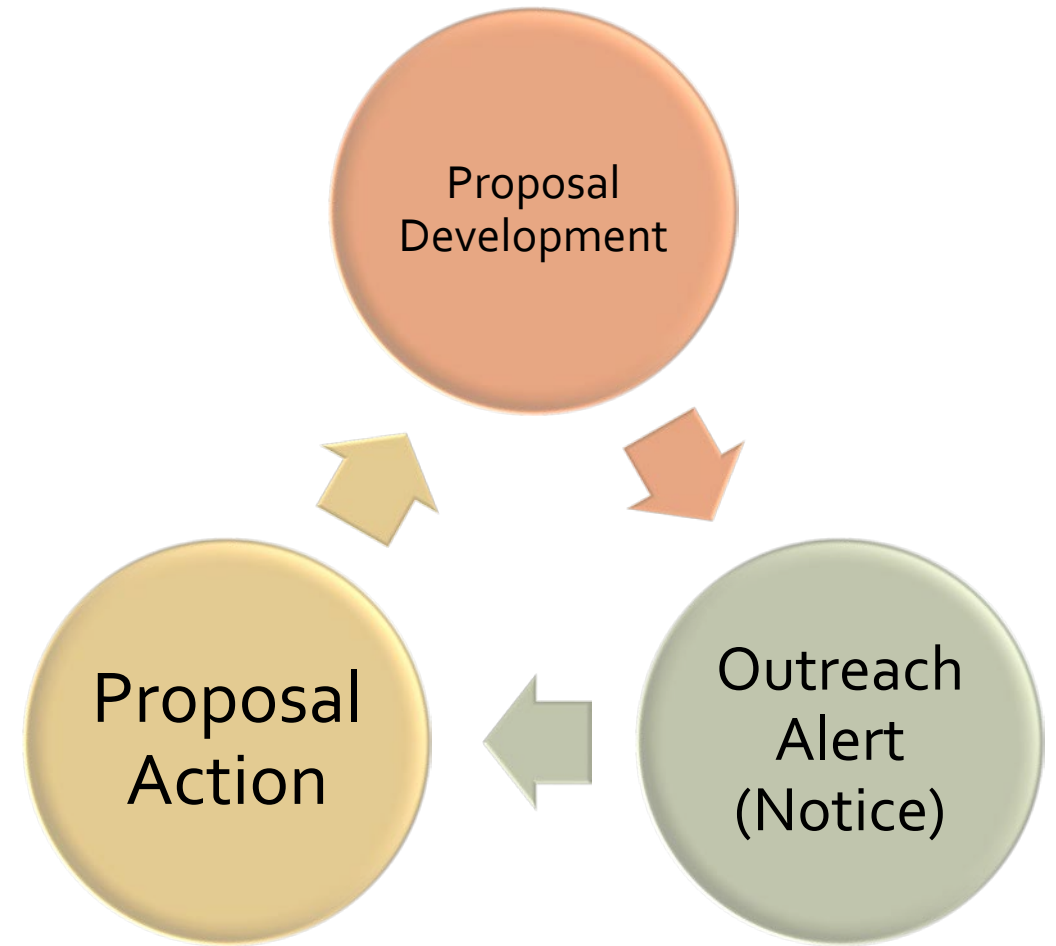 Proposal
Development
Outreach
Alert
(Notice)
Proposal
Action